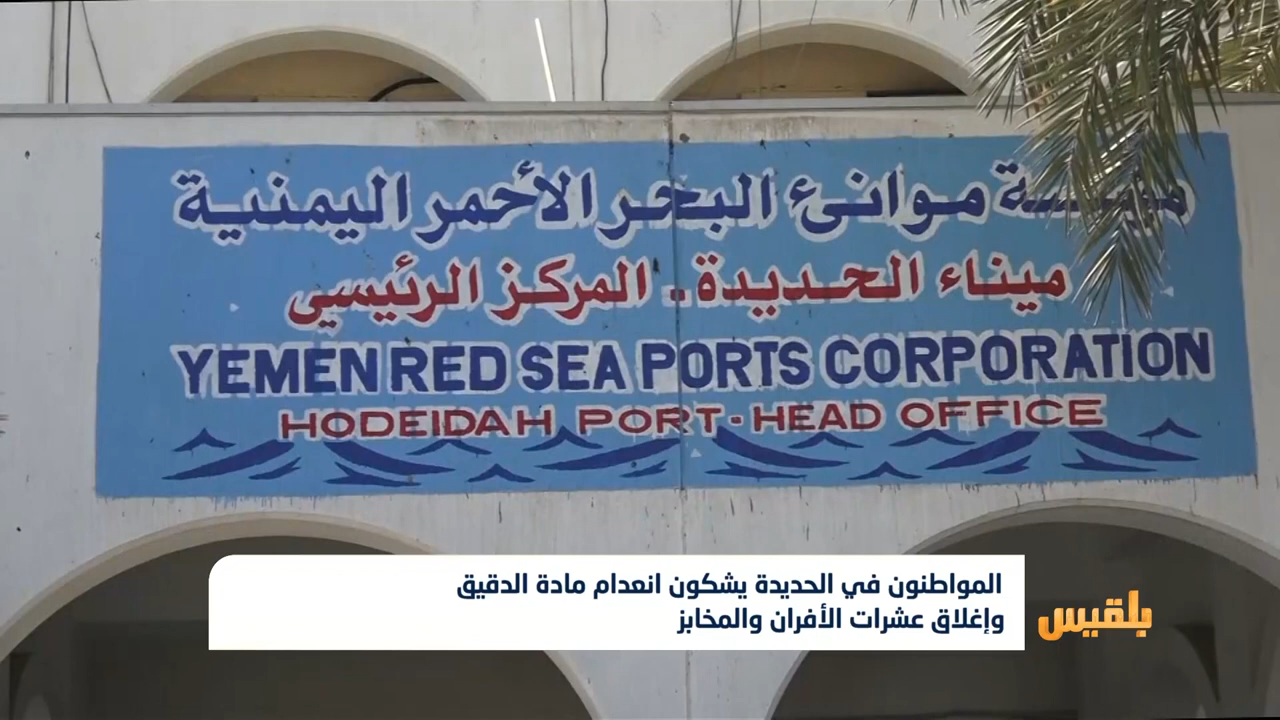 مؤسسة موانئ البحر الأحمر اليمنية
ميناء الحديدة - المركز الرئيسي
YEMEN RED SEA PORTS CORPORATION
HODEIDAH PORT - HEAD OFFICE
المواطنون في الحديدة يشكون انعدام مادة الدقيق
وإغلاق عشرات الأفران والمخابز
بلقيس